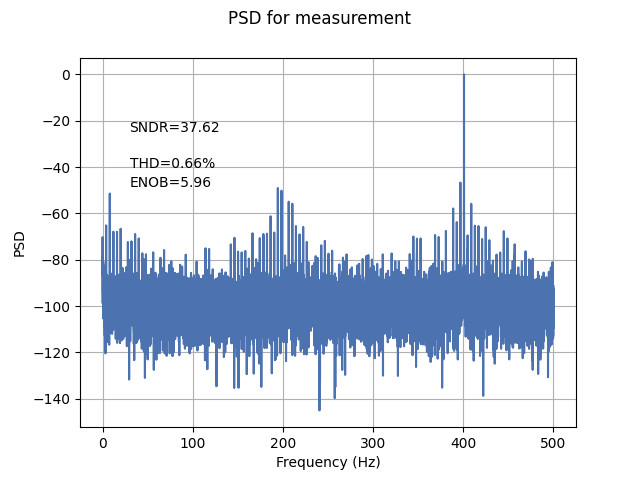 PSD for measurement
PSD
0
−20
−40
−60
−80
−100
−120
−140
SNDR=37.62
THD=0.66%
ENOB=5.96
0
100
200
300
400
500
Frequency (Hz)